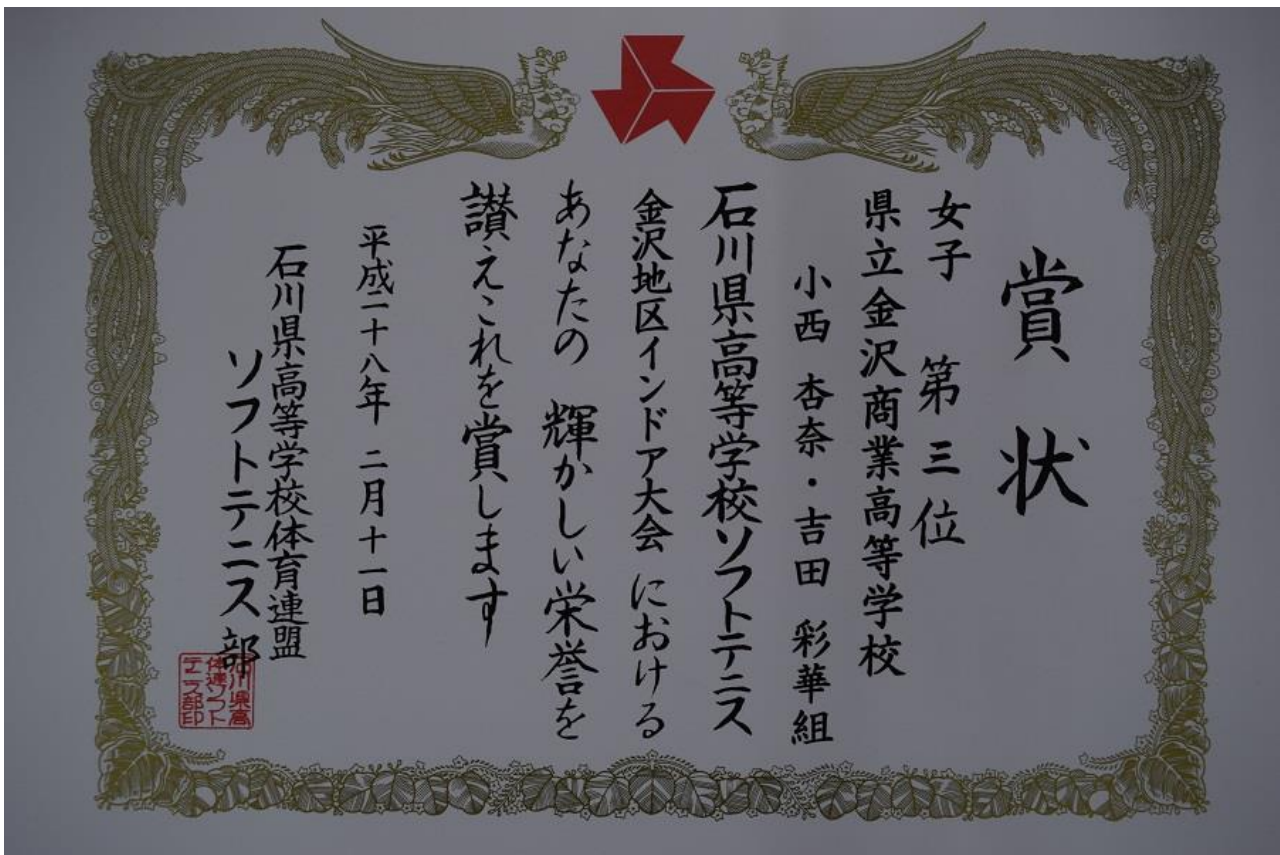 賞状
女子 第三位
県立金沢商業高等学校
小西 杏奈・吉田 彩華組
石川県高等学校ソフトテニス
金沢地区インドア大会 における
あなたの 輝かしい栄誉を
讃えこれを賞します
平成二十八年 二月十一日
石川県高等学校体育連盟
ソフトテニス部
石川県高
体連ソフト
テニス部印